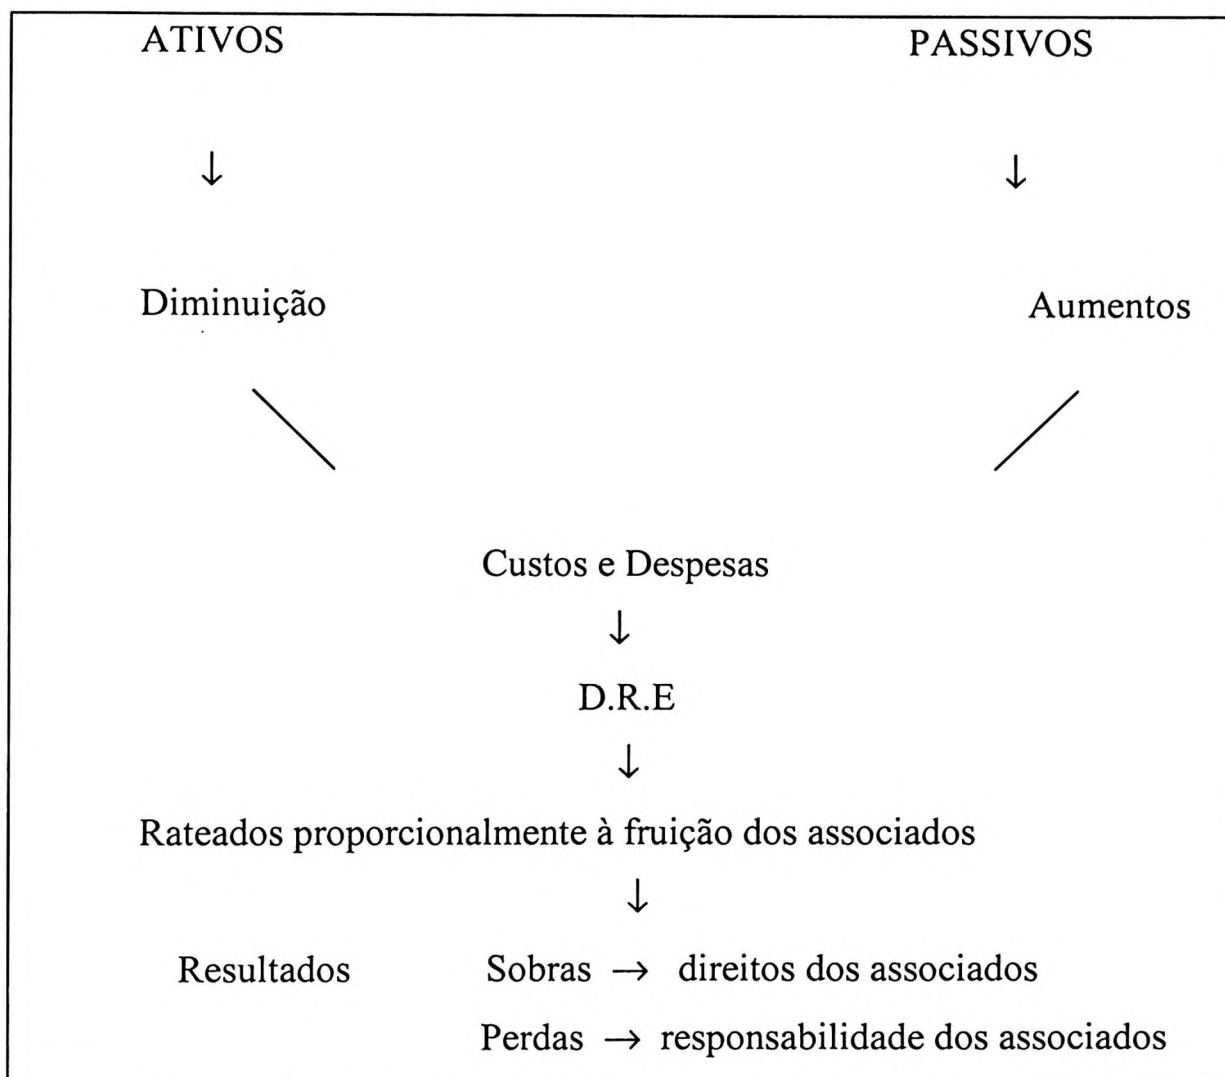 ATIVOS PASSIVOS
↓ ↓
Diminuição Aumentos
Custos e Despesas
↓
D.R.E
↓
Rateados proporcionalmente à fruição dos associados
↓
Resultados Sobras → direitos dos associados
Perdas → responsabilidade dos associados